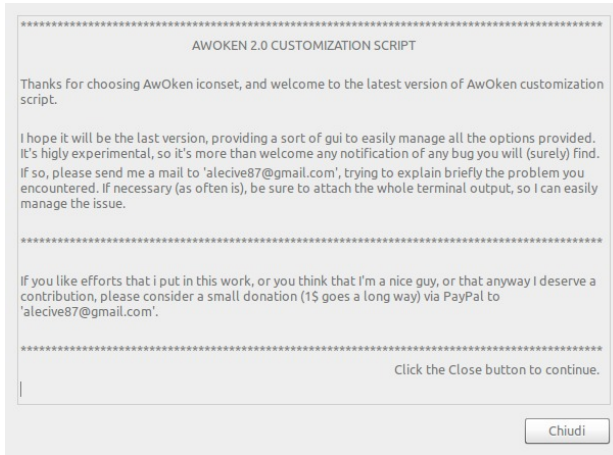 ****************************************************************************************************
AWOKEN 2.0 CUSTOMIZATION SCRIPT
Thanks for choosing AwOken iconset, and welcome to the latest version of AwOken customization
script.
I hope it will be the last version, providing a sort of gui to easily manage all the options provided.
It's higly experimental, so it's more than welcome any notification of any bug you will (surely) find.
If so, please send me a mail to 'alecive87@gmail.com', trying to explain briefly the problem you
encountered. If necessary (as often is), be sure to attach the whole terminal output, so I can easily
manage the issue.
****************************************************************************************************
If you like efforts that i put in this work, or you think that I'm a nice guy, or that anyway I deserve a
contribution, please consider a small donation (1$ goes a long way) via PayPal to
'alecive87@gmail.com'.
****************************************************************************************************
Click the Close button to continue.
Chiudi